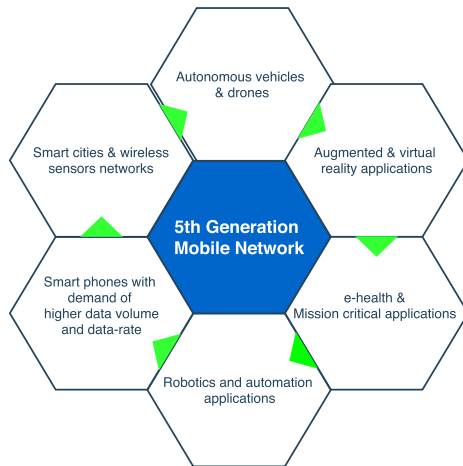 Autonomous vehicles
& drones
Smart cities & wireless
sensors networks
Augmented & virtual
reality applications
5th Generation
Mobile Network
Smart phones with
demand of
higher data volume
and data-rate
e-health &
Mission critical applications
Robotics and automation
applications